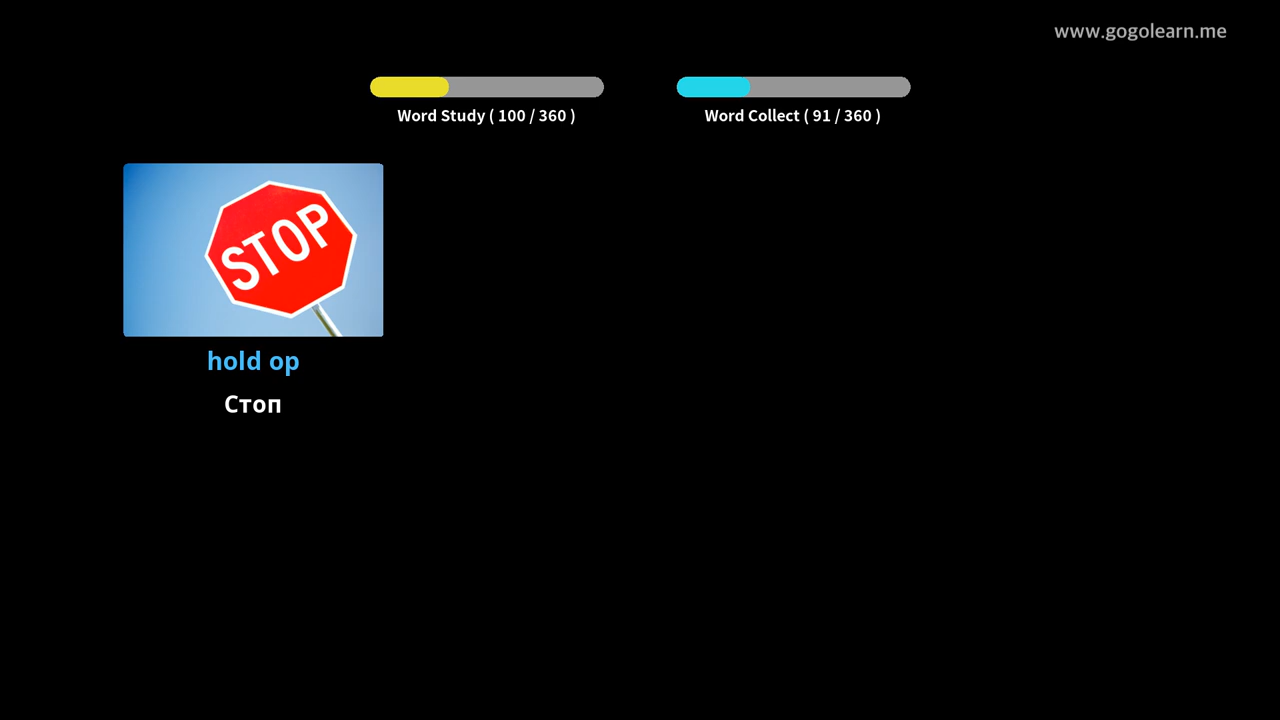 www.gogolearn.me
Word Study ( 100 / 360 )
Word Collect ( 91 / 360 )
STOP
hold op
Стоп